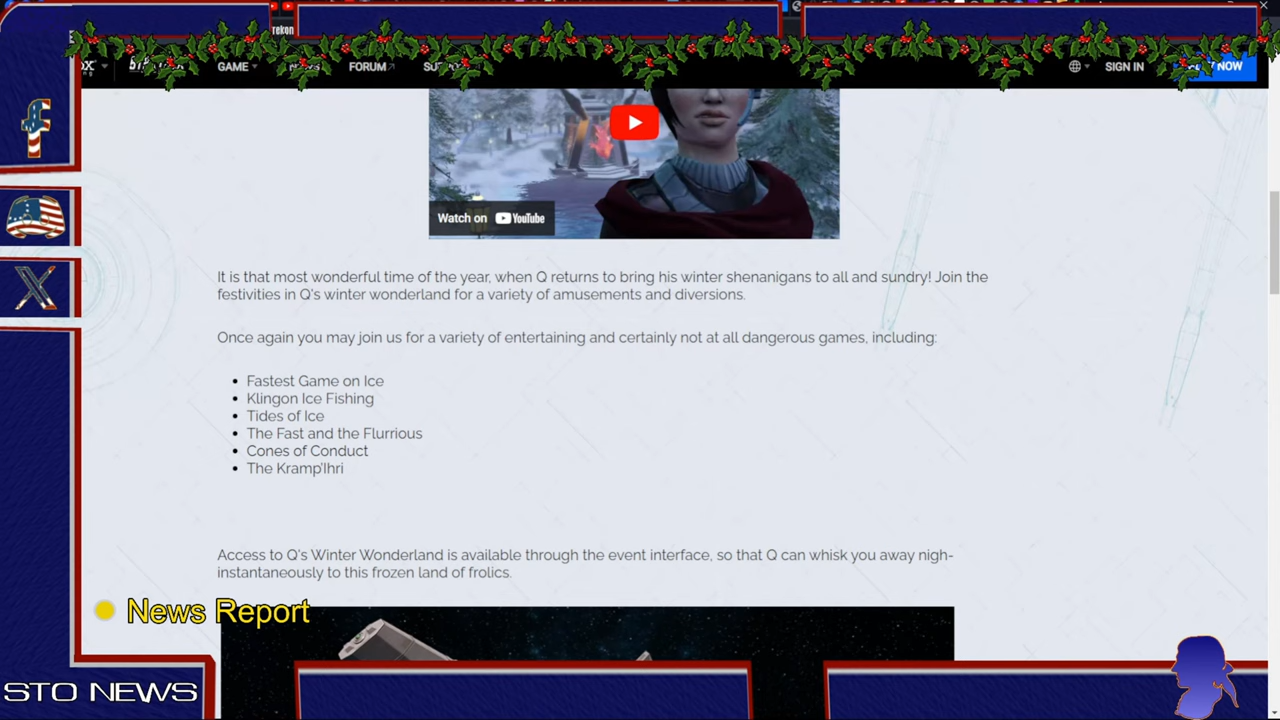 rekon
GAME
NEWS
FORUM
SIGN IN
NOW
Watch on YouTube
It is that most wonderful time of the year, when Q returns to bring his winter shenanigans to all and sundry! Join the
festivities in Q's winter wonderland for a variety of amusements and diversions.
Once again you may join us for a variety of entertaining and certainly not at all dangerous games, including:
Fastest Game on Ice
Klingon Ice Fishing
Tides of Ice
The Fast and the Flurrious
Cones of Conduct
The Kramp'Ihri
Access to Q's Winter Wonderland is available through the event interface, so that Q can whisk you away nigh-
instantaneously to this frozen land of frolics.
News Report
STO NEWS